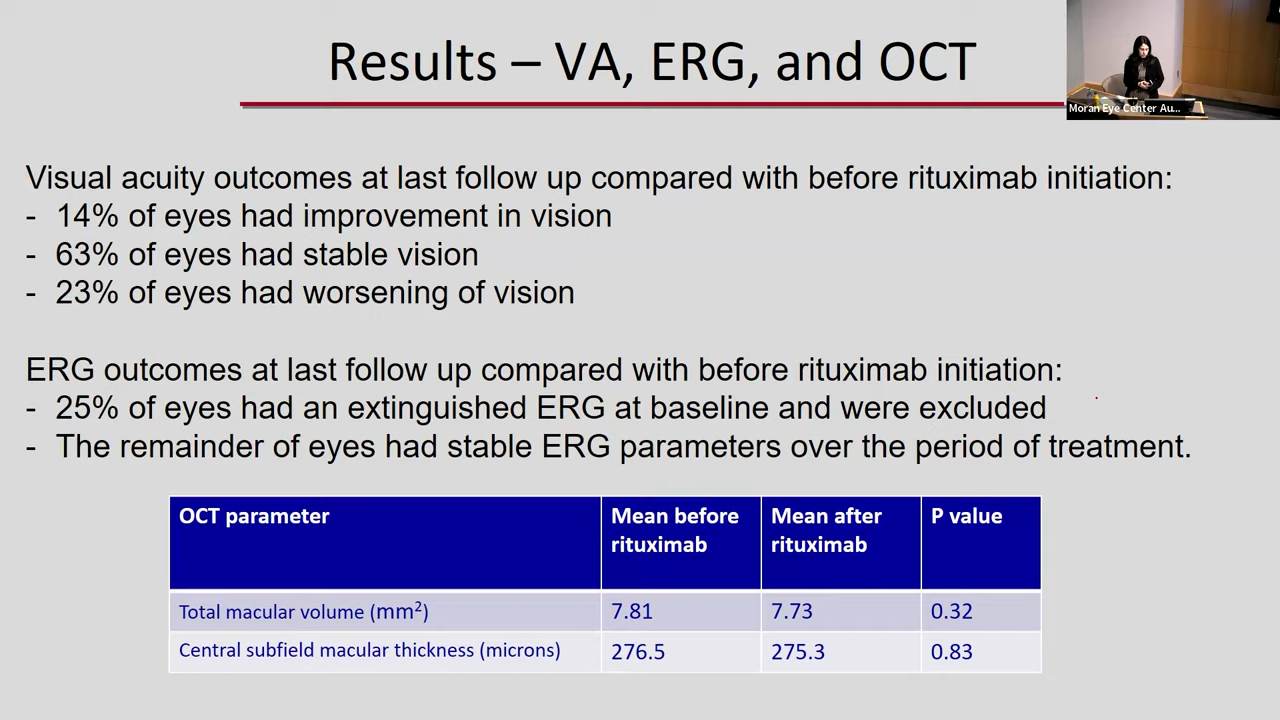 Results – VA, ERG, and OCT
Moran Eye Center Au...
Visual acuity outcomes at last follow up compared with before rituximab initiation:
- 14% of eyes had improvement in vision
- 63% of eyes had stable vision
- 23% of eyes had worsening of vision
ERG outcomes at last follow up compared with before rituximab initiation:
- 25% of eyes had an extinguished ERG at baseline and were excluded
- The remainder of eyes had stable ERG parameters over the period of treatment.
OCT parameter Mean before rituximab Mean after rituximab P value
Total macular volume (mm²) 7.81 7.73 0.32
Central subfield macular thickness (microns) 276.5 275.3 0.83